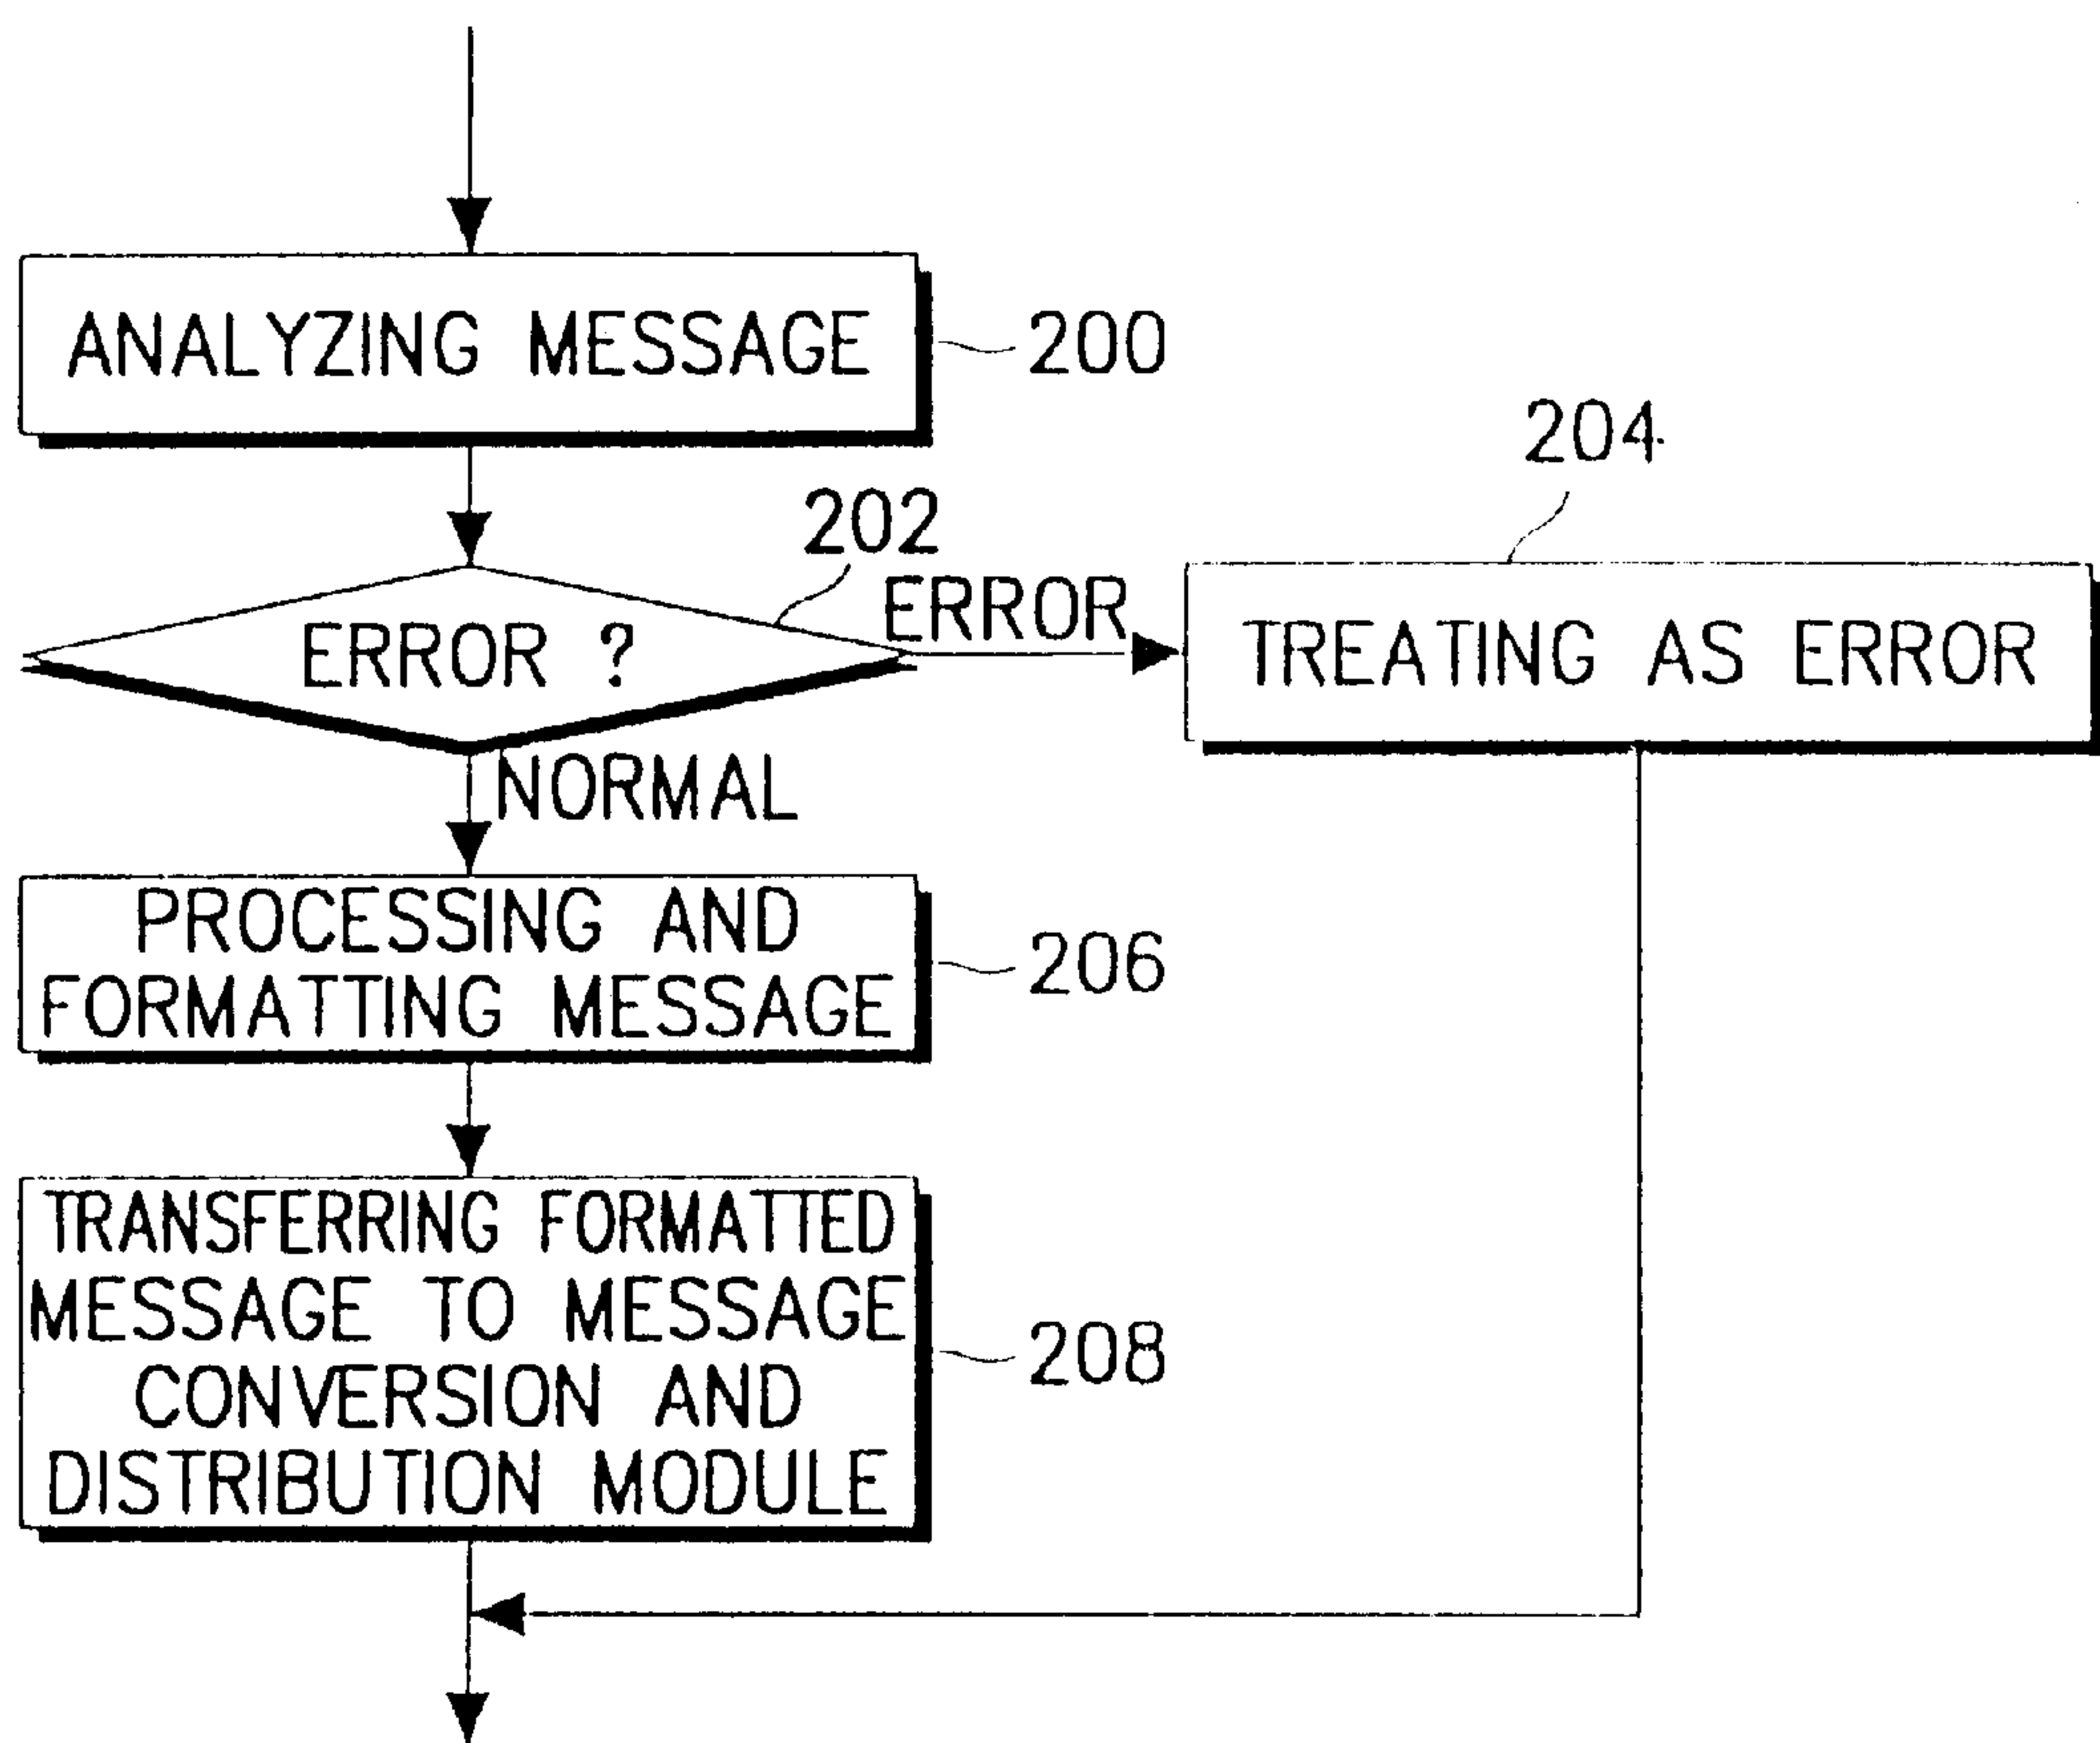 ANALYZING MESSAGE
200
204
202
ERROR
ERROR ?
TREATING AS ERROR
NORMAL
PROCESSING AND
FORMATTING MESSAGE
206
TRANSFERRING FORMATTED
MESSAGE TO MESSAGE
CONVERSION AND
DISTRIBUTION MODULE
208